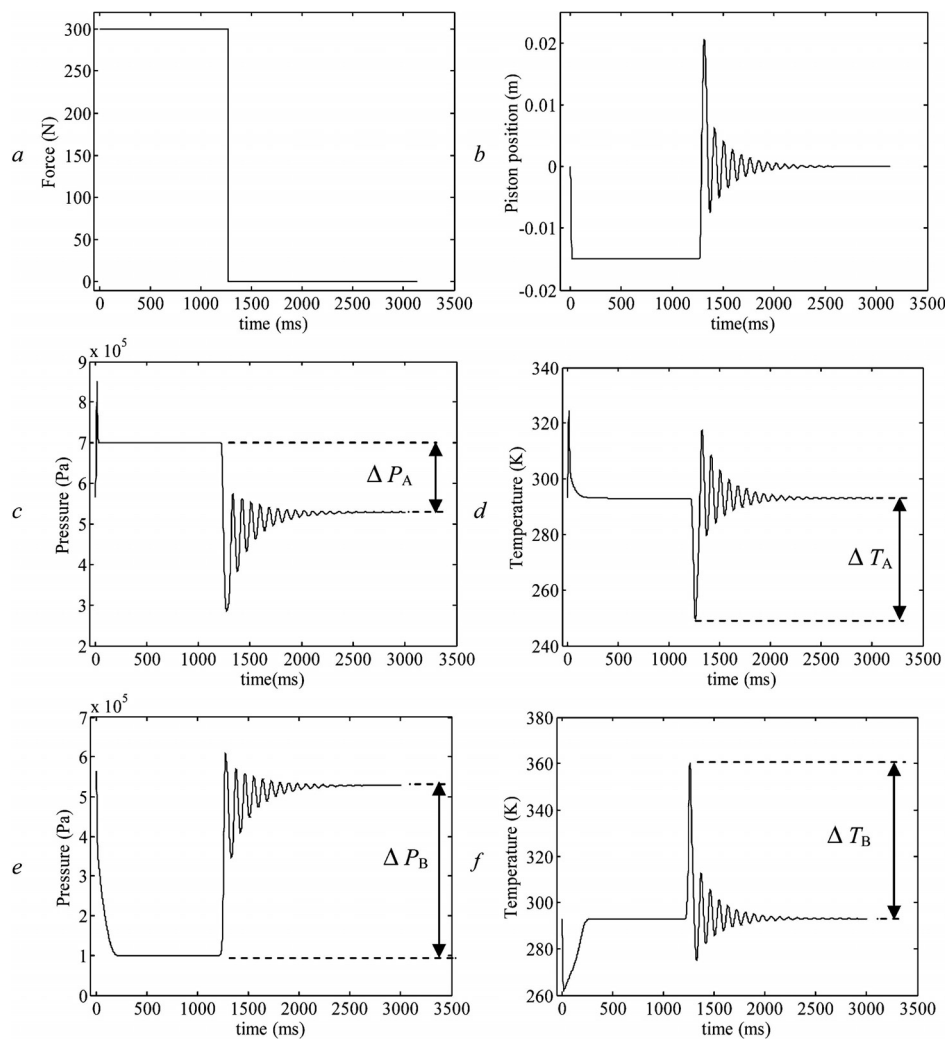 a
Force (N)
300
250
200
150
100
50
0
0 500 1000 1500 2000 2500 3000 3500
time (ms)
b
Piston position (m)
0.02
0.01
0
-0.01
-0.02
0 500 1000 1500 2000 2500 3000 3500
time(ms)
c
Pressure (Pa)
x 10⁵
9
8
7
6
5
4
3
2
0 500 1000 1500 2000 2500 3000 3500
time(ms)
Δ P_A
d
Temperature (K)
340
320
300
280
260
240
0 500 1000 1500 2000 2500 3000 3500
time (ms)
Δ T_A
e
Pressure (Pa)
x 10⁵
7
6
5
4
3
2
1
0
0 500 1000 1500 2000 2500 3000 3500
time (ms)
Δ P_B
f
Temperature (K)
380
360
340
320
300
280
260
0 500 1000 1500 2000 2500 3000 3500
time (ms)
Δ T_B